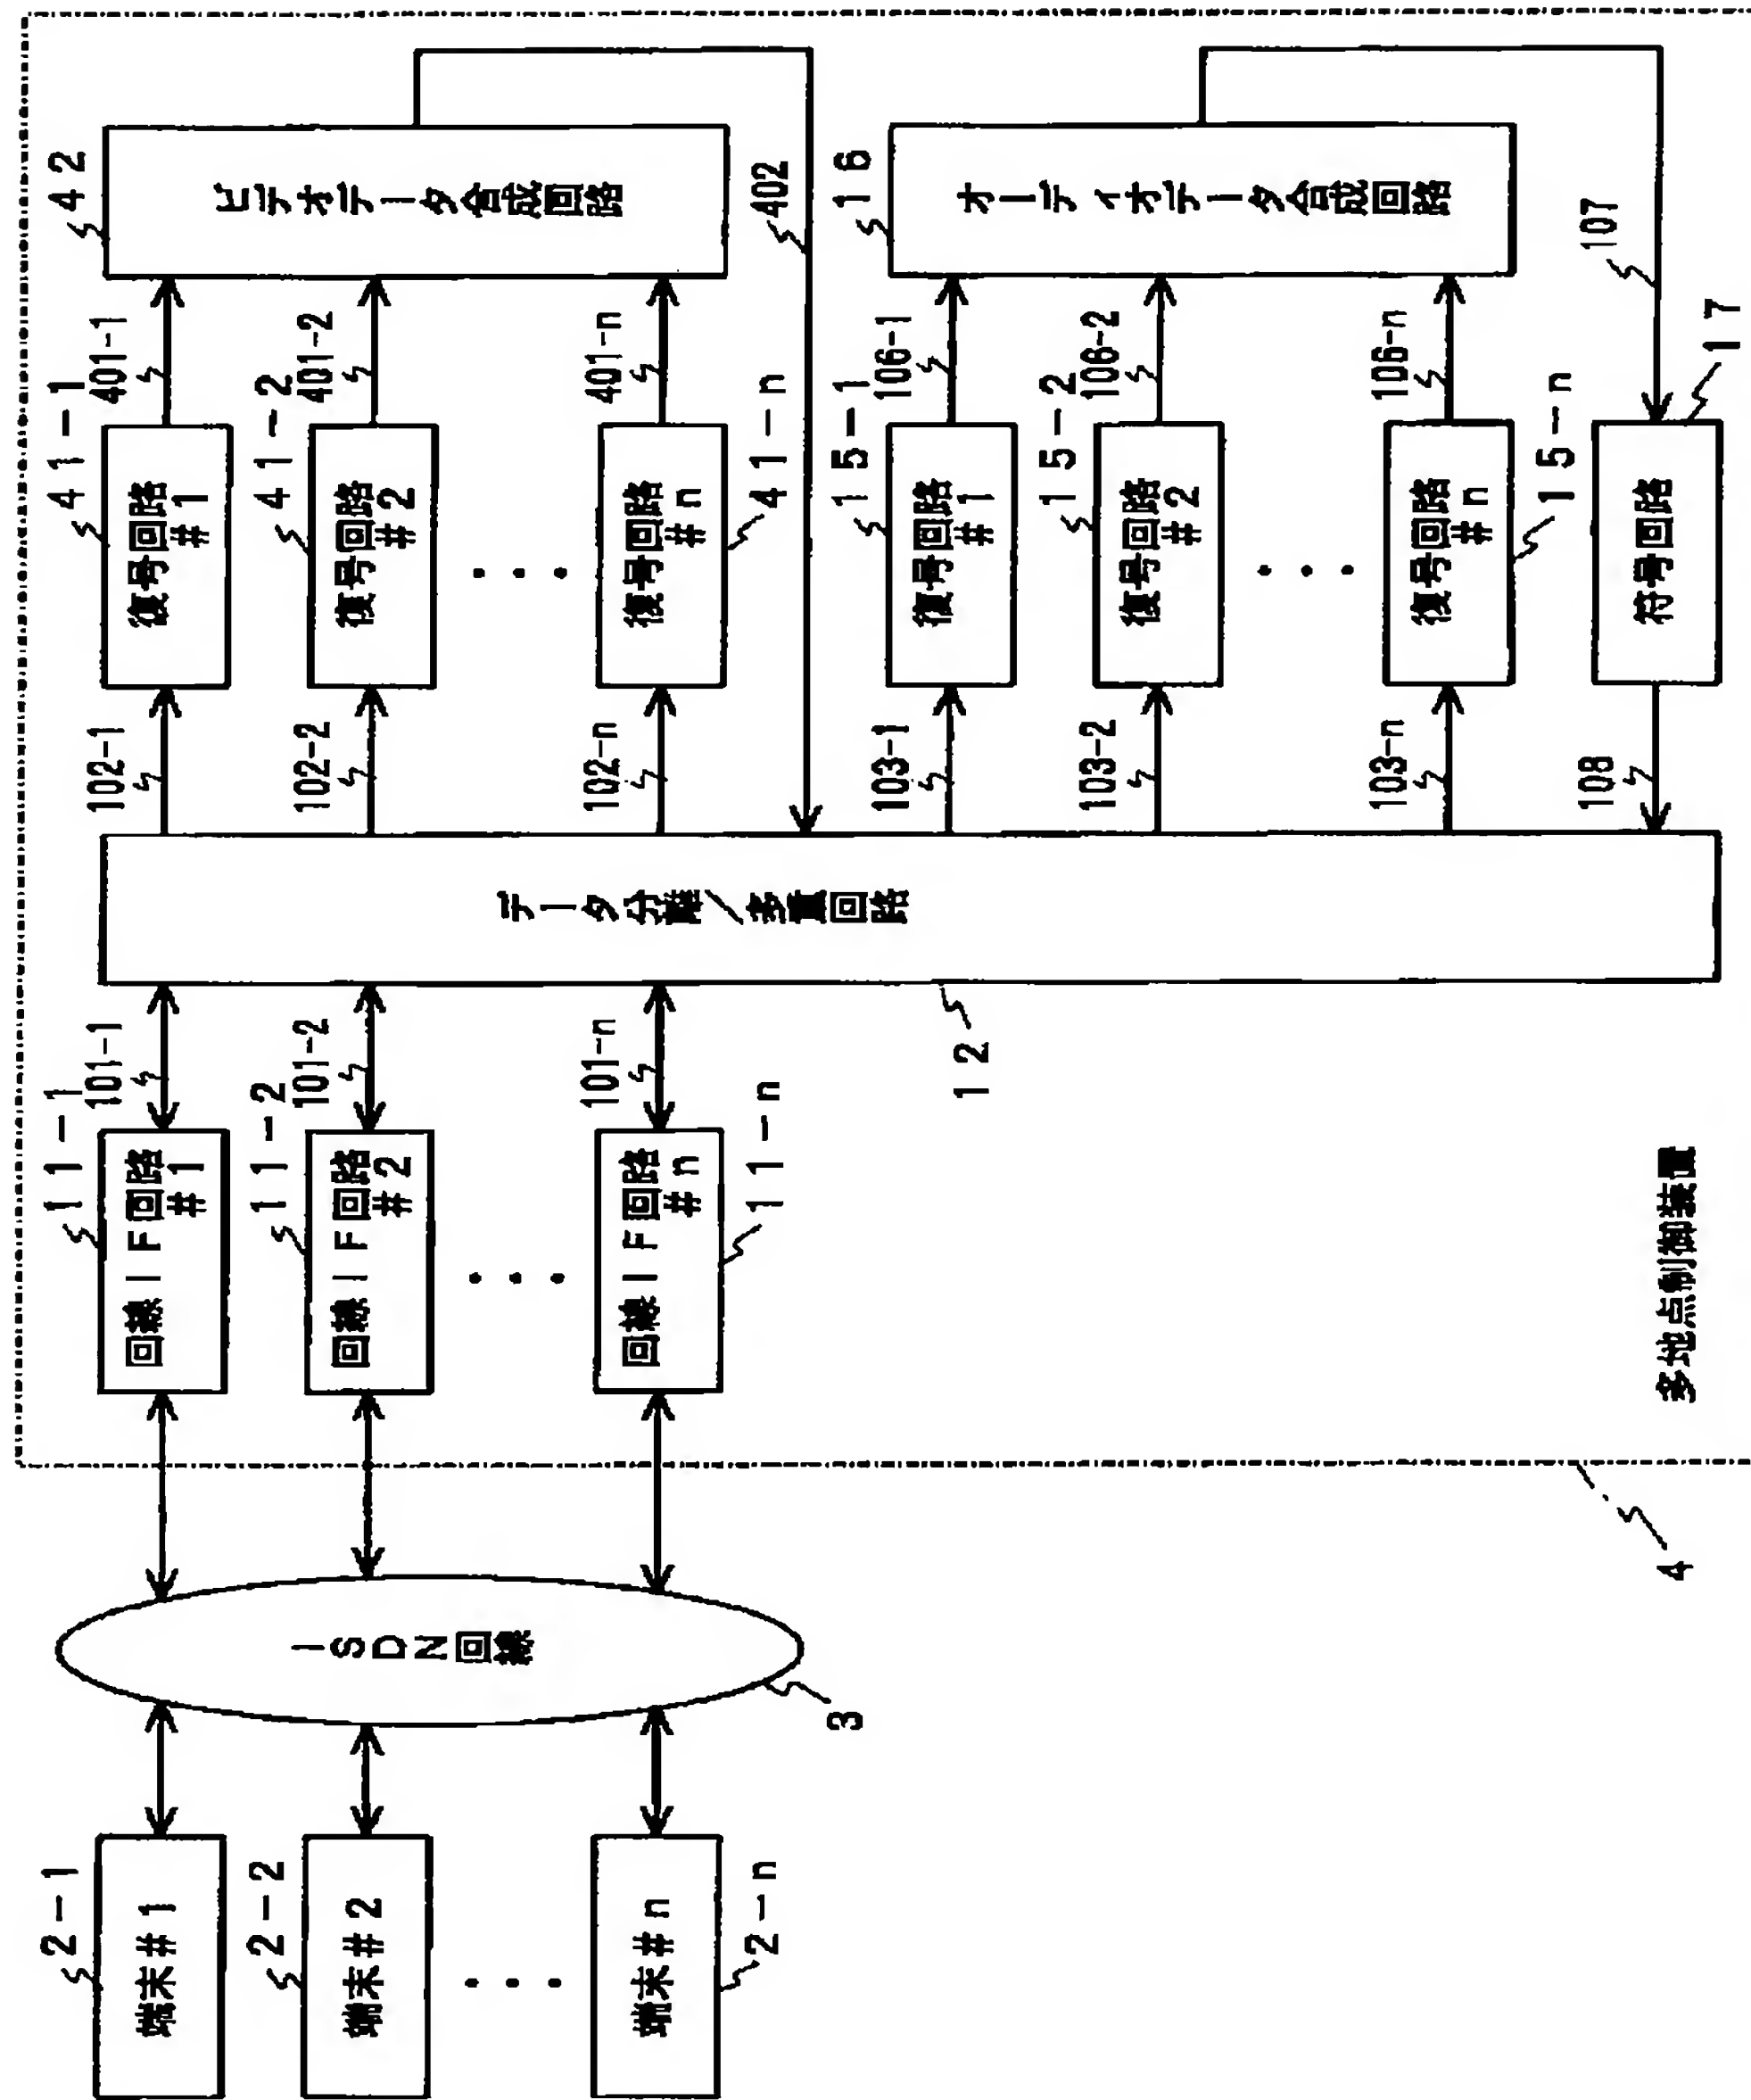 端末#1
2-1
端末#2
2-2
端末#n
2-n
ISDN回線
3
回線IF回路
#1
11-1
回線IF回路
#2
11-2
回線IF回路
#n
11-n
101-1
101-2
101-n
データ分離/多重回路
12
102-1
102-2
102-n
103-1
103-2
103-n
108
復号回路
#1
41-1
復号回路
#2
41-2
復号回路
#n
41-n
復号回路
#1
15-1
復号回路
#2
15-2
復号回路
#n
15-n
符号回路
17
401-1
401-2
401-n
106-1
106-2
106-n
ビデオデータ合成回路
42
402
オーディオデータ合成回路
16
107
多地点制御装置
4